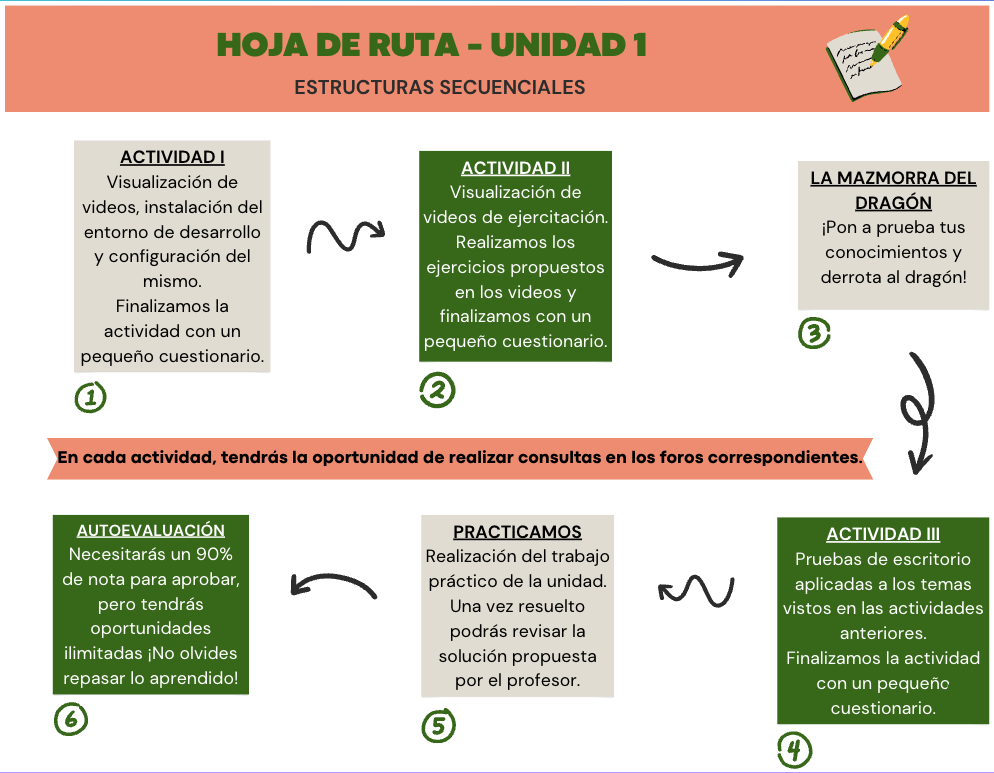 HOJA DE RUTA - UNIDAD 1
ESTRUCTURAS SECUENCIALES
ACTIVIDAD I
Visualización de
videos, instalación del
entorno de desarrollo
y configuración del
mismo.
Finalizamos la
actividad con un
pequeño cuestionario.
1
ACTIVIDAD II
Visualización de
videos de ejercitación.
Realizamos los
ejercicios propuestos
en los videos y
finalizamos con un
pequeño cuestionario.
2
LA MAZMORRA DEL
DRAGÓN
¡Pon a prueba tus
conocimientos y
derrota al dragón!
3
En cada actividad, tendrás la oportunidad de realizar consultas en los foros correspondientes.
AUTOEVALUACIÓN
Necesitarás un 90%
de nota para aprobar,
pero tendrás
oportunidades
ilimitadas ¡No olvides
repasar lo aprendido!
6
PRACTICAMOS
Realización del trabajo
práctico de la unidad.
Una vez resuelto
podrás revisar la
solución propuesta
por el profesor.
5
ACTIVIDAD III
Pruebas de escritorio
aplicadas a los temas
vistos en las actividades
anteriores.
Finalizamos la actividad
con un pequeño
cuestionario.
4